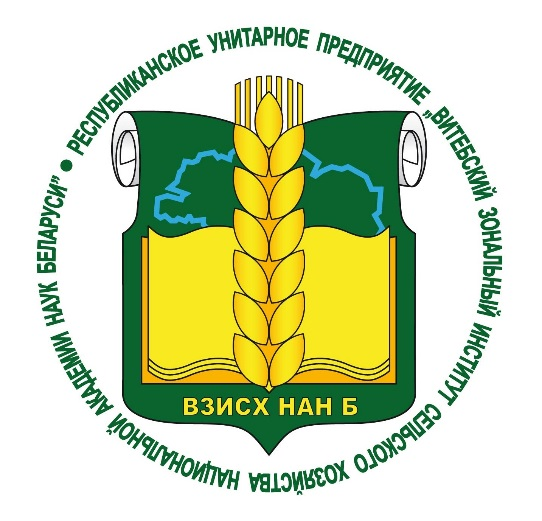 РЕСПУБЛИКАНСКОЕ УНИТАРНОЕ ПРЕДПРИЯТИЕ „ВИТЕБСКИЙ ЗОНАЛЬНЫЙ ИНСТИТУТ СЕЛЬСКОГО ХОЗЯЙСТВА НАЦИОНАЛЬНОЙ АКАДЕМИИ НАУК БЕЛАРУСИ" •
ВЗИСХ НАН Б